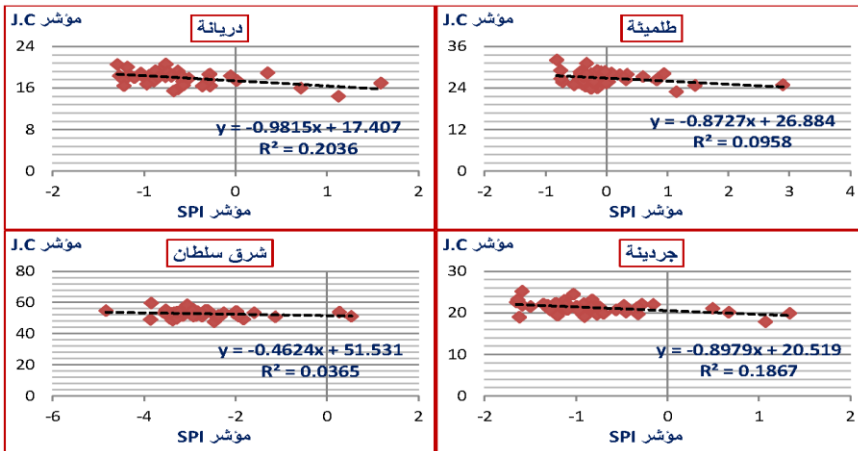 مؤشر J.C
دريانة
24
16
8
0
y = -0.9815x + 17.407
R² = 0.2036
-2
-1
0
1
2
مؤشر SPI
مؤشر J.C
طلميثة
36
27
18
9
0
y = -0.8727x + 26.884
R² = 0.0958
-2
-1
0
1
2
3
4
مؤشر SPI
مؤشر J.C
شرق سلطان
80
60
40
20
0
y = -0.4624x + 51.531
R² = 0.0365
-6
-4
-2
0
2
مؤشر SPI
مؤشر J.C
جردينة
30
20
10
0
y = -0.8979x + 20.519
R² = 0.1867
-2
-1
0
1
2
مؤشر SPI